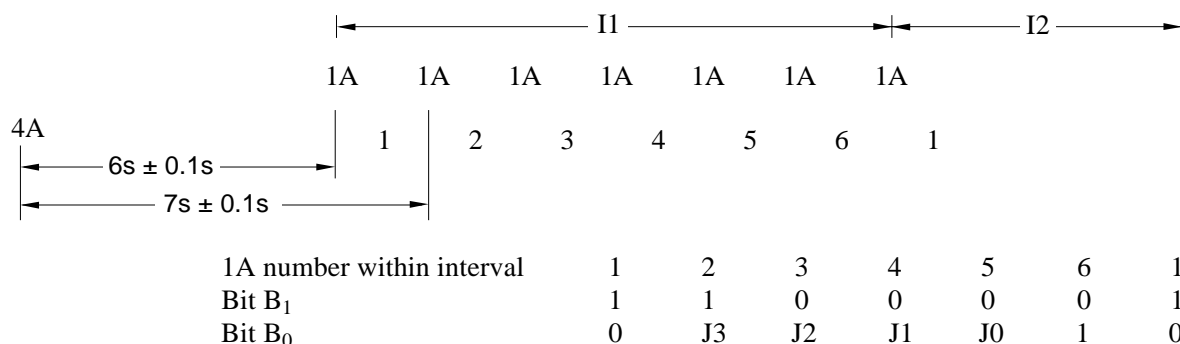 I1 I2
1A 1A 1A 1A 1A 1A 1A
4A
1 2 3 4 5 6 1
6s ± 0.1s
7s ± 0.1s
1A number within interval 1 2 3 4 5 6 1
Bit B₁ 1 1 0 0 0 0 1
Bit B₀ 0 J3 J2 J1 J0 1 0